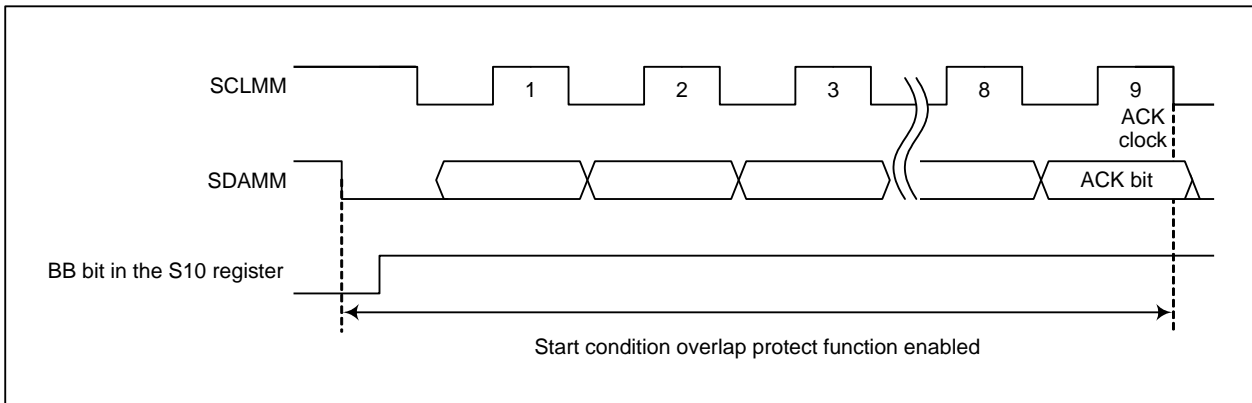 SCLMM
1 2 3 8 9
ACK
clock
SDAMM
ACK bit
BB bit in the S10 register
Start condition overlap protect function enabled